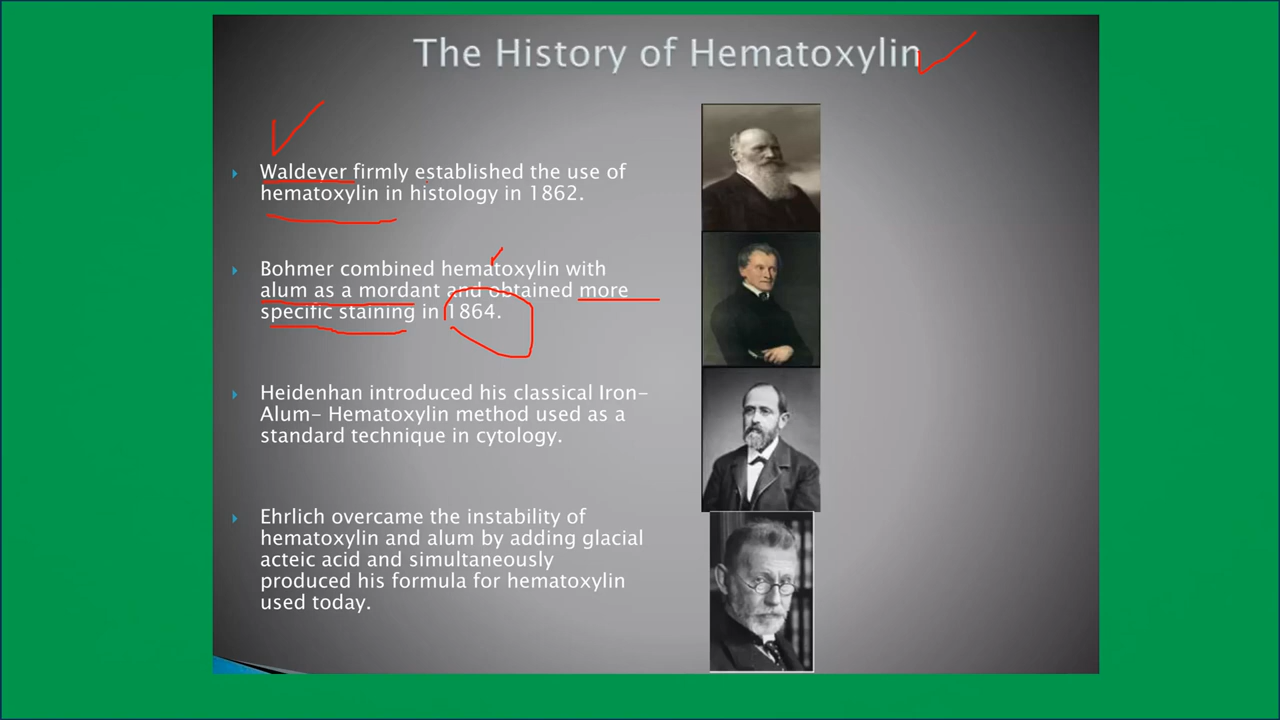 The History of Hematoxylin
Waldeyer firmly established the use of
hematoxylin in histology in 1862.
Bohmer combined hematoxylin with
alum as a mordant and obtained more
specific staining in 1864.
Heidenhan introduced his classical Iron-
Alum- Hematoxylin method used as a
standard technique in cytology.
Ehrlich overcame the instability of
hematoxylin and alum by adding glacial
acteic acid and simultaneously
produced his formula for hematoxylin
used today.